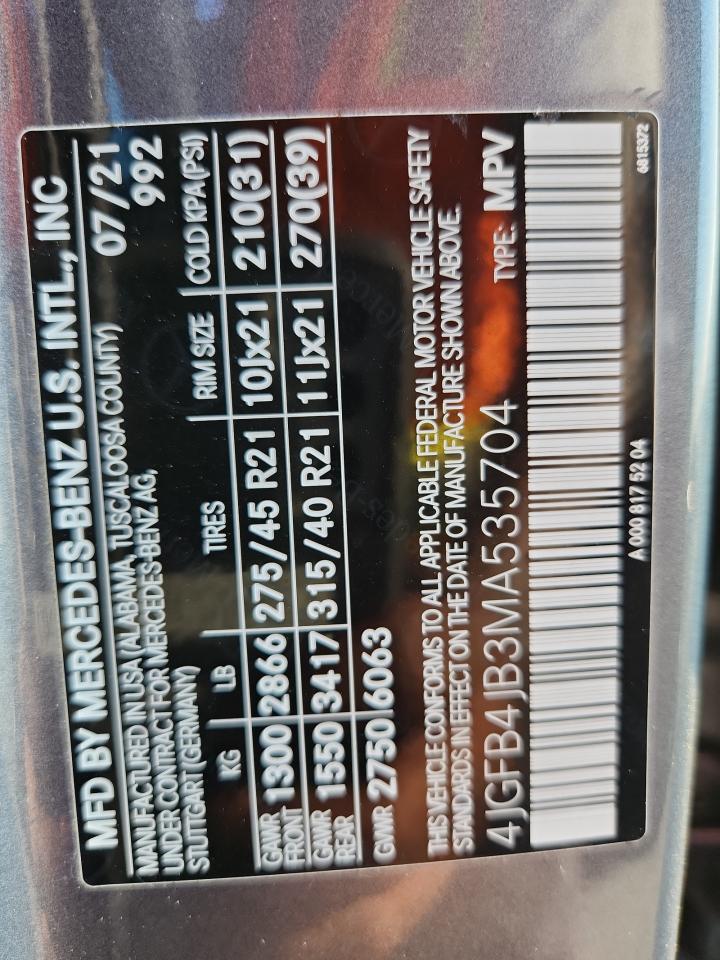 MFD BY MERCEDES-BENZ U.S. INTL., INC
MANUFACTURED IN USA (ALABAMA, TUSCALOOSA COUNTY) 07/21
UNDER CONTRACT FOR MERCEDES-BENZ AG, 992
STUTTGART (GERMANY)
KG LB TIRES RIM SIZE COLD KPA(PSI)
GAWR FRONT 1300 2866 275/45 R21 10Jx21 210(31)
GAWR REAR 1550 3417 315/40 R21 11Jx21 270(39)
GVWR 2750 6063
THIS VEHICLE CONFORMS TO ALL APPLICABLE FEDERAL MOTOR VEHICLE SAFETY
STANDARDS IN EFFECT ON THE DATE OF MANUFACTURE SHOWN ABOVE.
4JGFB4JB3MA535704 TYPE: MPV
A 000 817 52 04 6815372